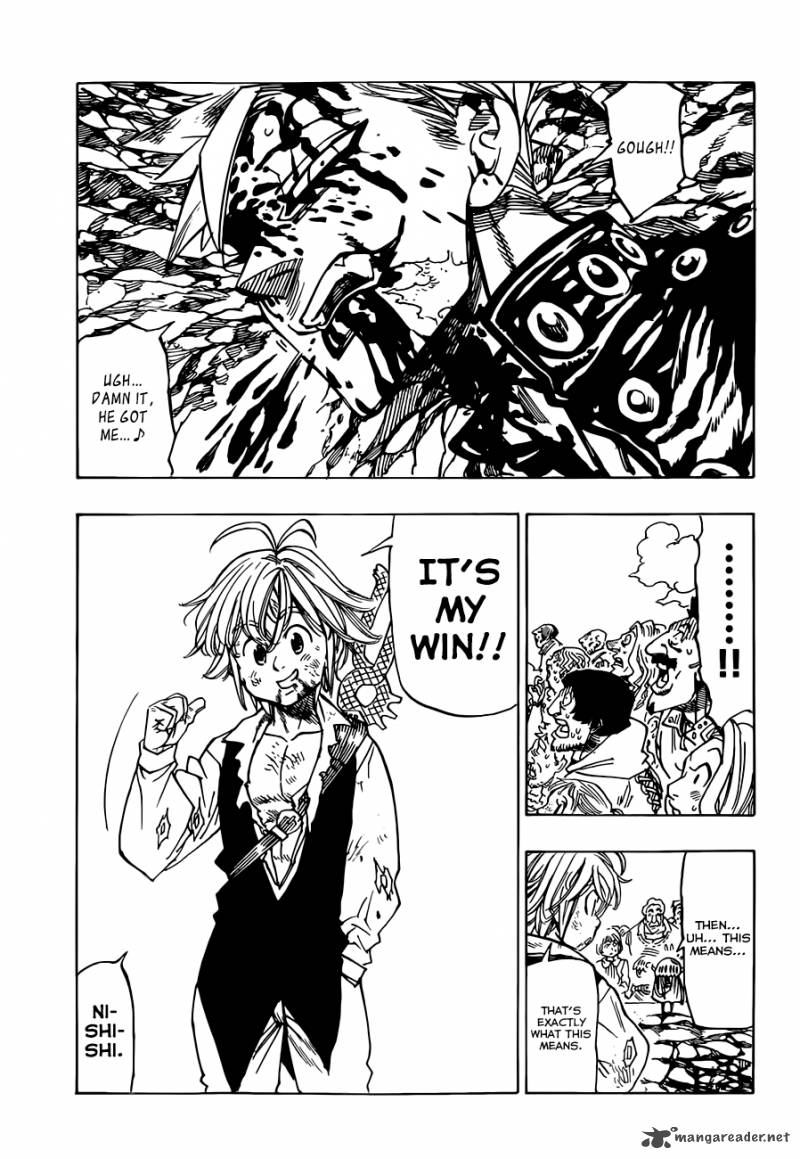 GOUGH!!
UGH...
DAMN IT,
HE GOT
ME...♪
.........!!
THEN...
UH... THIS
MEANS...
THAT'S
EXACTLY
WHAT THIS
MEANS.
IT'S
MY
WIN!!
NI-
SHI-
SHI.
mangareader.net